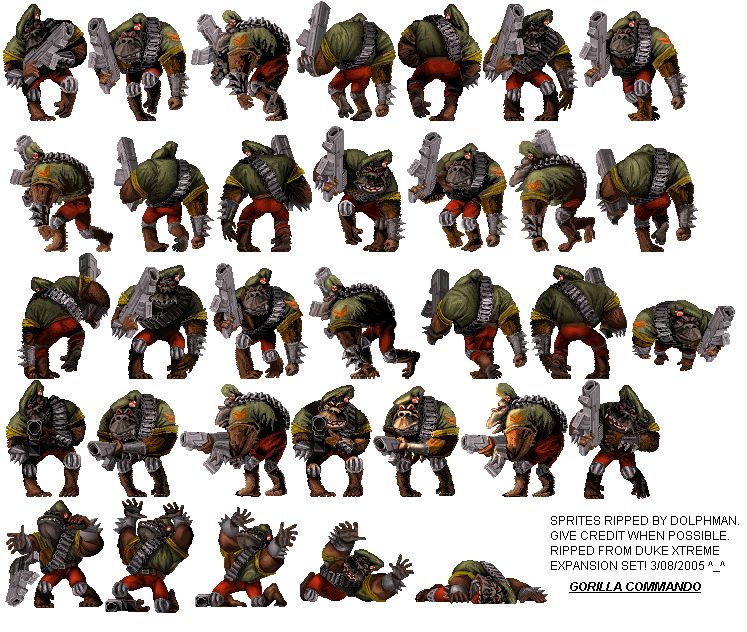 SPRITES RIPPED BY DOLPHMAN.
GIVE CREDIT WHEN POSSIBLE.
RIPPED FROM DUKE XTREME
EXPANSION SET! 3/08/2005 ^_^
GORILLA COMMANDO